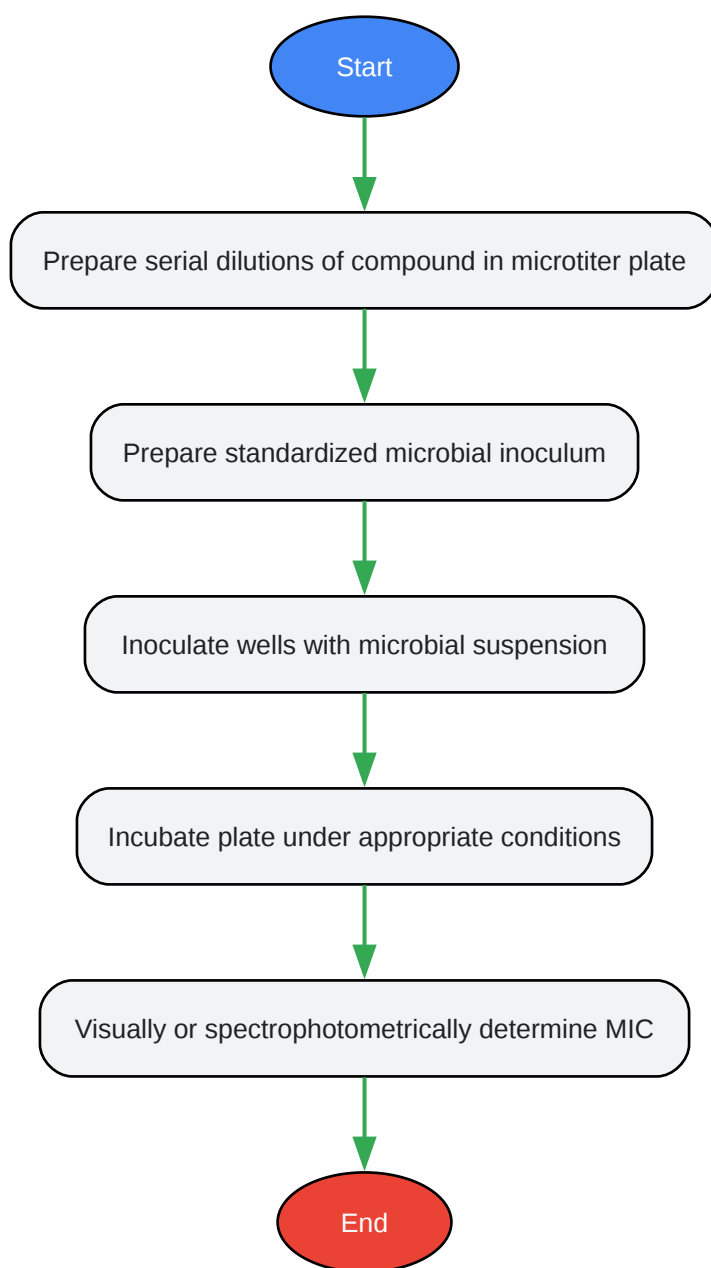 Start
Prepare serial dilutions of compound in microtiter plate
Prepare standardized microbial inoculum
Inoculate wells with microbial suspension
Incubate plate under appropriate conditions
Visually or spectrophotometrically determine MIC
End